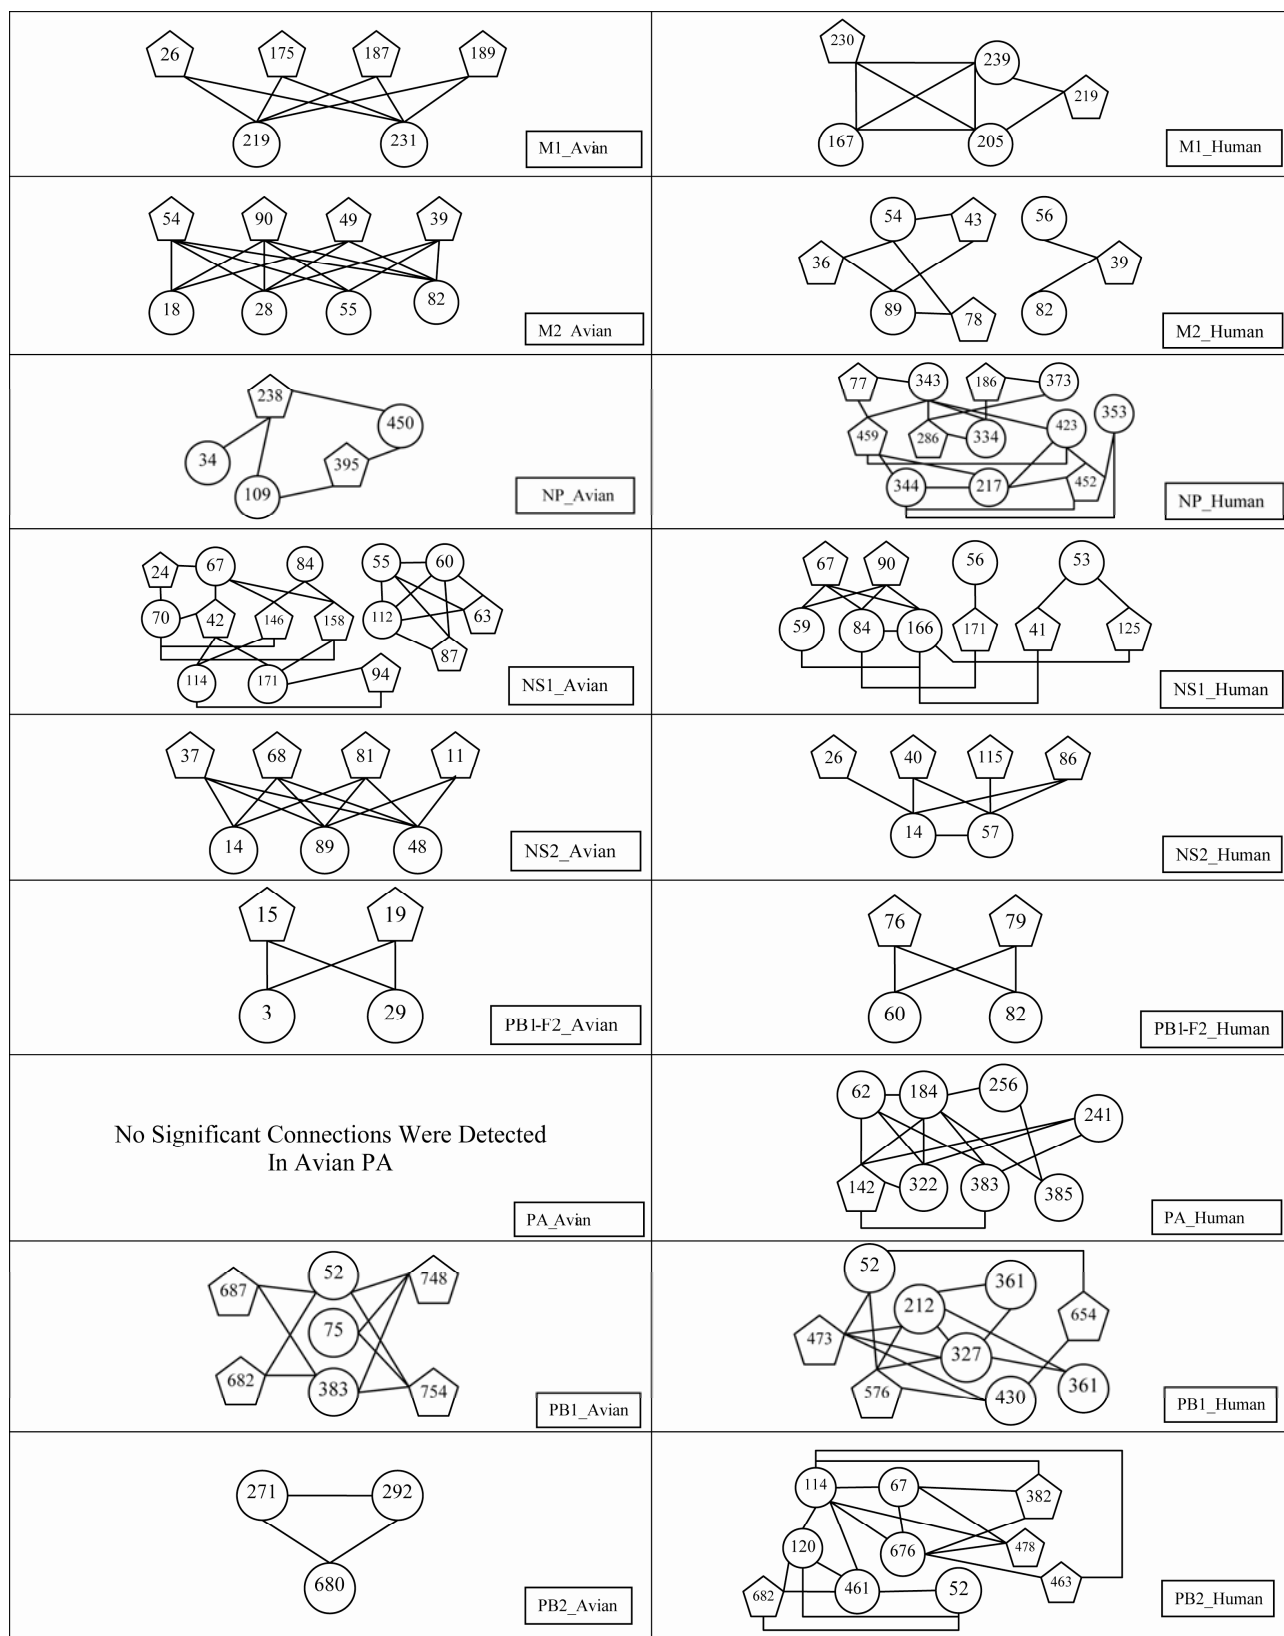 26 175 187 189
219 231
M1_Avian
230 239
219
167 205
M1_Human
54 90 49 39
18 28 55 82
M2_Avian
54 43 56
36 39
89 78 82
M2_Human
238
450
34 395
109
NP_Avian
77 343 186 373
353
459 286 334 423
344 217 452
NP_Human
24 67 84 55 60
70 42 146 158 112 63
87
114 171 94
NS1_Avian
67 90 56 53
59 84 166 171 41 125
NS1_Human
37 68 81 11
14 89 48
NS2_Avian
26 40 115 86
14 57
NS2_Human
15 19
3 29
PB1-F2_Avian
76 79
60 82
PB1-F2_Human
No Significant Connections Were Detected
In Avian PA
PA_Avian
62 184 256
241
142 322 383 385
PA_Human
687 52 748
75
682 383 754
PB1_Avian
52 361
212 654
473 327
576 430 361
PB1_Human
271 292
680
PB2_Avian
114 67 382
120 676 478
682 461 52 463
PB2_Human